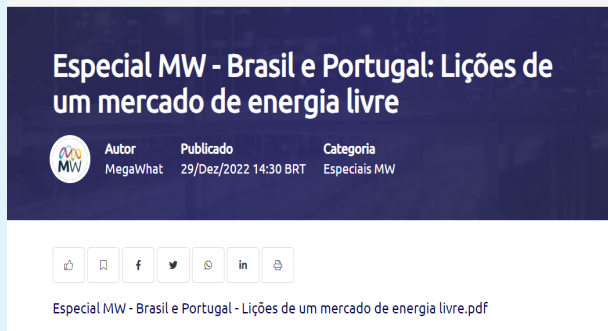 Especial MW - Brasil e Portugal: Lições de
um mercado de energia livre
MW
Autor Publicado Categoria
MegaWhat 29/Dez/2022 14:30 BRT Especiais MW
Especial MW - Brasil e Portugal - Lições de um mercado de energia livre.pdf